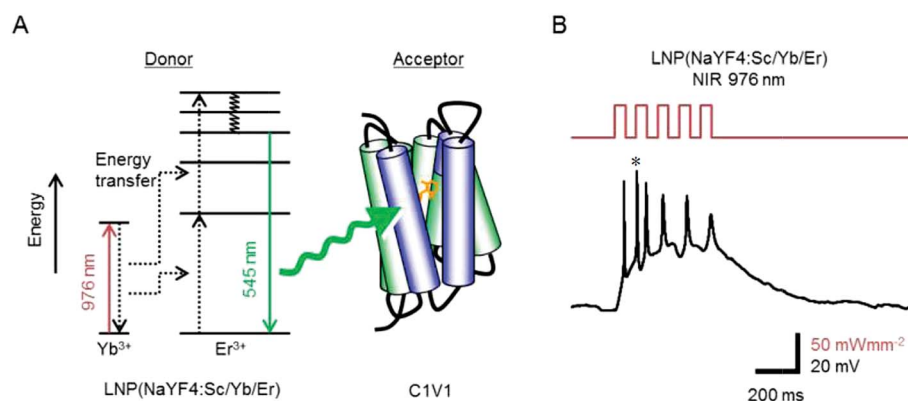 A
Donor
Acceptor
Energy
Energy
transfer
976 nm
545 nm
Yb³⁺
Er³⁺
LNP(NaYF4:Sc/Yb/Er)
C1V1
B
LNP(NaYF4:Sc/Yb/Er)
NIR 976 nm
*
50 mWmm⁻²
20 mV
200 ms